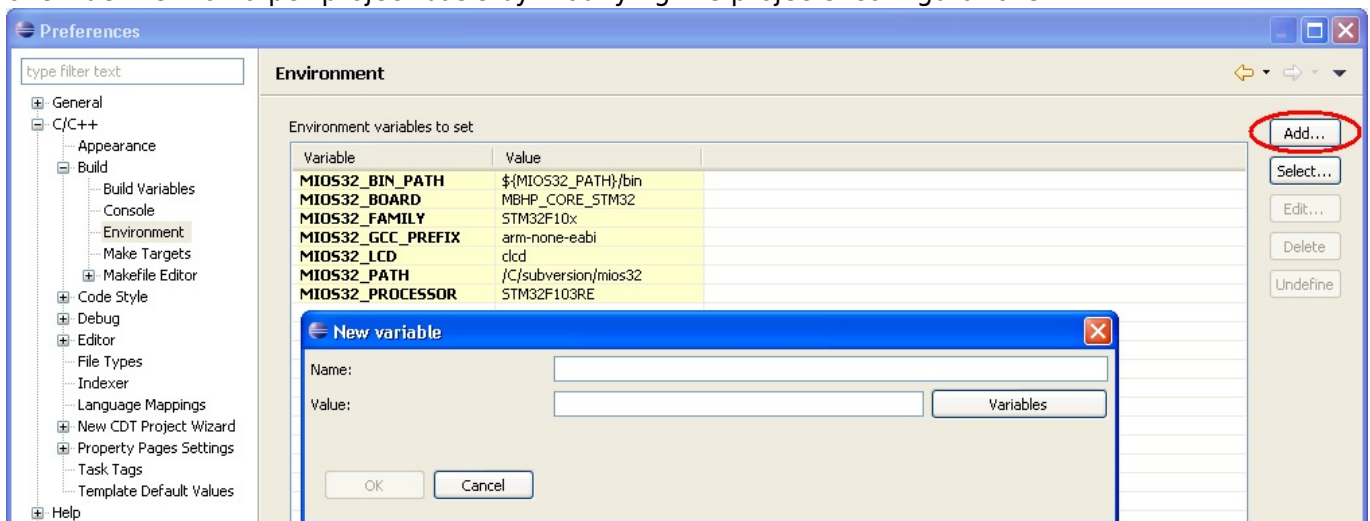 Preferences
type filter text
Environment
General
C/C++
Appearance
Build
Build Variables
Console
Environment
Make Targets
Makefile Editor
Code Style
Debug
Editor
File Types
Indexer
Language Mappings
New CDT Project Wizard
Property Pages Settings
Task Tags
Template Default Values
Help
Environment variables to set
Variable Value
MIOS32_BIN_PATH ${MIOS32_PATH}/bin
MIOS32_BOARD MBHP_CORE_STM32
MIOS32_FAMILY STM32F10x
MIOS32_GCC_PREFIX arm-none-eabi
MIOS32_LCD clcd
MIOS32_PATH /C/subversion/mios32
MIOS32_PROCESSOR STM32F103RE
Add...
Select...
Edit...
Delete
Undefine
New variable
Name:
Value:
Variables
OK Cancel